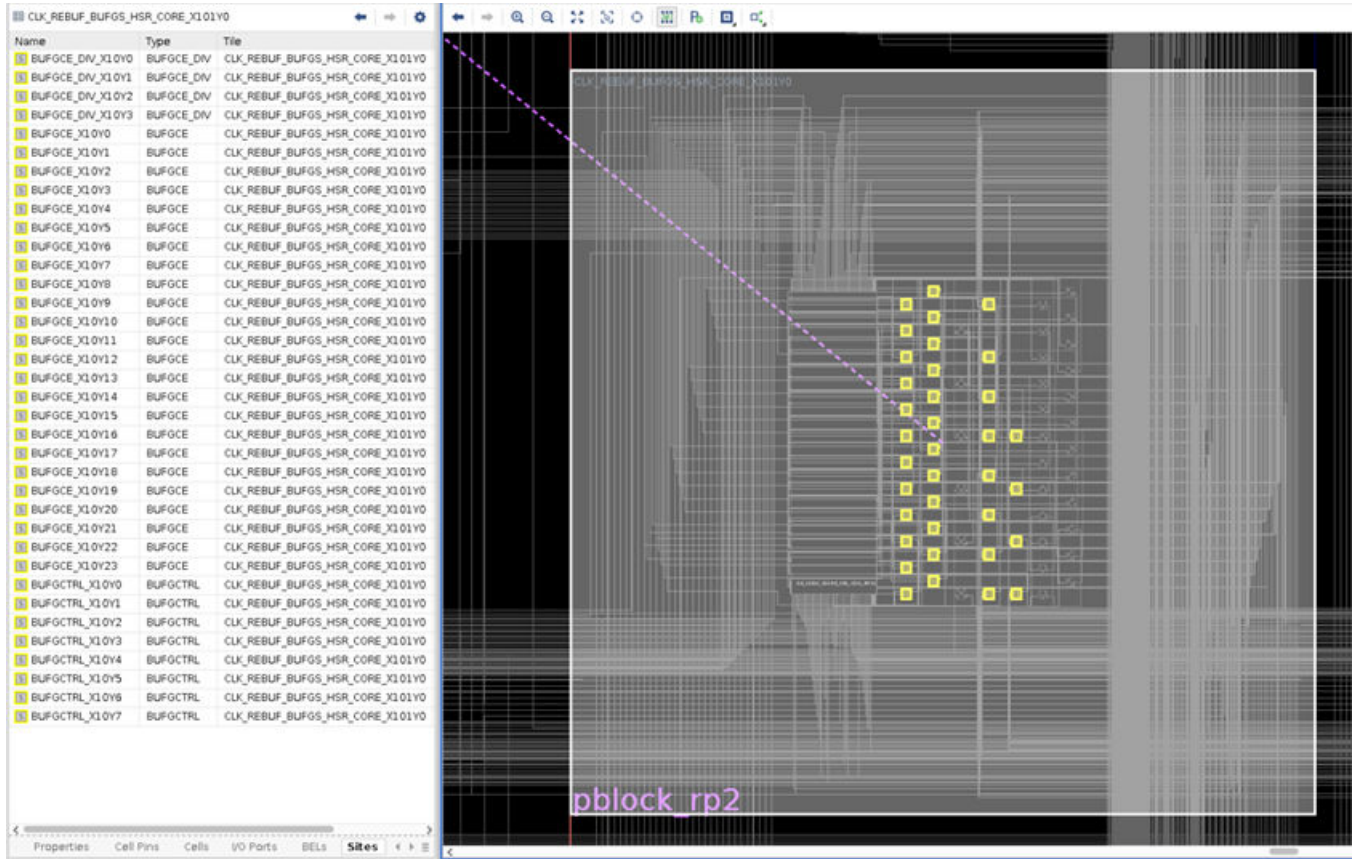 CLK_REBUF_BUFGS_HSR_CORE_X101Y0
Name Type Tile
BUFGCE_DIV_X10Y0 BUFGCE_DIV CLK_REBUF_BUFGS_HSR_CORE_X101Y0
BUFGCE_DIV_X10Y1 BUFGCE_DIV CLK_REBUF_BUFGS_HSR_CORE_X101Y0
BUFGCE_DIV_X10Y2 BUFGCE_DIV CLK_REBUF_BUFGS_HSR_CORE_X101Y0
BUFGCE_DIV_X10Y3 BUFGCE_DIV CLK_REBUF_BUFGS_HSR_CORE_X101Y0
BUFGCE_X10Y0 BUFGCE CLK_REBUF_BUFGS_HSR_CORE_X101Y0
BUFGCE_X10Y1 BUFGCE CLK_REBUF_BUFGS_HSR_CORE_X101Y0
BUFGCE_X10Y2 BUFGCE CLK_REBUF_BUFGS_HSR_CORE_X101Y0
BUFGCE_X10Y3 BUFGCE CLK_REBUF_BUFGS_HSR_CORE_X101Y0
BUFGCE_X10Y4 BUFGCE CLK_REBUF_BUFGS_HSR_CORE_X101Y0
BUFGCE_X10Y5 BUFGCE CLK_REBUF_BUFGS_HSR_CORE_X101Y0
BUFGCE_X10Y6 BUFGCE CLK_REBUF_BUFGS_HSR_CORE_X101Y0
BUFGCE_X10Y7 BUFGCE CLK_REBUF_BUFGS_HSR_CORE_X101Y0
BUFGCE_X10Y8 BUFGCE CLK_REBUF_BUFGS_HSR_CORE_X101Y0
BUFGCE_X10Y9 BUFGCE CLK_REBUF_BUFGS_HSR_CORE_X101Y0
BUFGCE_X10Y10 BUFGCE CLK_REBUF_BUFGS_HSR_CORE_X101Y0
BUFGCE_X10Y11 BUFGCE CLK_REBUF_BUFGS_HSR_CORE_X101Y0
BUFGCE_X10Y12 BUFGCE CLK_REBUF_BUFGS_HSR_CORE_X101Y0
BUFGCE_X10Y13 BUFGCE CLK_REBUF_BUFGS_HSR_CORE_X101Y0
BUFGCE_X10Y14 BUFGCE CLK_REBUF_BUFGS_HSR_CORE_X101Y0
BUFGCE_X10Y15 BUFGCE CLK_REBUF_BUFGS_HSR_CORE_X101Y0
BUFGCE_X10Y16 BUFGCE CLK_REBUF_BUFGS_HSR_CORE_X101Y0
BUFGCE_X10Y17 BUFGCE CLK_REBUF_BUFGS_HSR_CORE_X101Y0
BUFGCE_X10Y18 BUFGCE CLK_REBUF_BUFGS_HSR_CORE_X101Y0
BUFGCE_X10Y19 BUFGCE CLK_REBUF_BUFGS_HSR_CORE_X101Y0
BUFGCE_X10Y20 BUFGCE CLK_REBUF_BUFGS_HSR_CORE_X101Y0
BUFGCE_X10Y21 BUFGCE CLK_REBUF_BUFGS_HSR_CORE_X101Y0
BUFGCE_X10Y22 BUFGCE CLK_REBUF_BUFGS_HSR_CORE_X101Y0
BUFGCE_X10Y23 BUFGCE CLK_REBUF_BUFGS_HSR_CORE_X101Y0
BUFGCTRL_X10Y0 BUFGCTRL CLK_REBUF_BUFGS_HSR_CORE_X101Y0
BUFGCTRL_X10Y1 BUFGCTRL CLK_REBUF_BUFGS_HSR_CORE_X101Y0
BUFGCTRL_X10Y2 BUFGCTRL CLK_REBUF_BUFGS_HSR_CORE_X101Y0
BUFGCTRL_X10Y3 BUFGCTRL CLK_REBUF_BUFGS_HSR_CORE_X101Y0
BUFGCTRL_X10Y4 BUFGCTRL CLK_REBUF_BUFGS_HSR_CORE_X101Y0
BUFGCTRL_X10Y5 BUFGCTRL CLK_REBUF_BUFGS_HSR_CORE_X101Y0
BUFGCTRL_X10Y6 BUFGCTRL CLK_REBUF_BUFGS_HSR_CORE_X101Y0
BUFGCTRL_X10Y7 BUFGCTRL CLK_REBUF_BUFGS_HSR_CORE_X101Y0
Properties Cell Pins Cells I/O Ports BELs Sites
CLK_REBUF_BUFGS_HSR_CORE_X101Y0
pblock_rp2